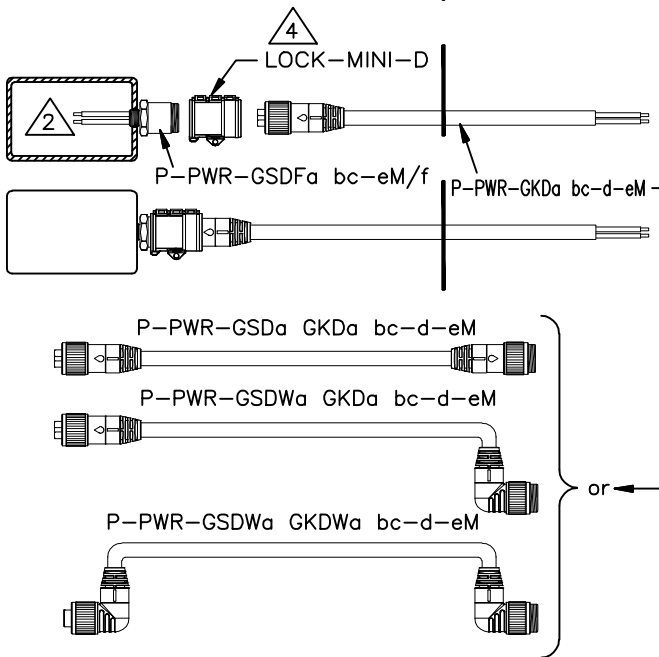 4
LOCK-MINI-D
2
P-PWR-GSDFa bc-eM/f
P-PWR-GKDa bc-d-eM
P-PWR-GSDa GKDa bc-d-eM
P-PWR-GSDWa GKDa bc-d-eM
or
P-PWR-GSDWa GKDWa bc-d-eM